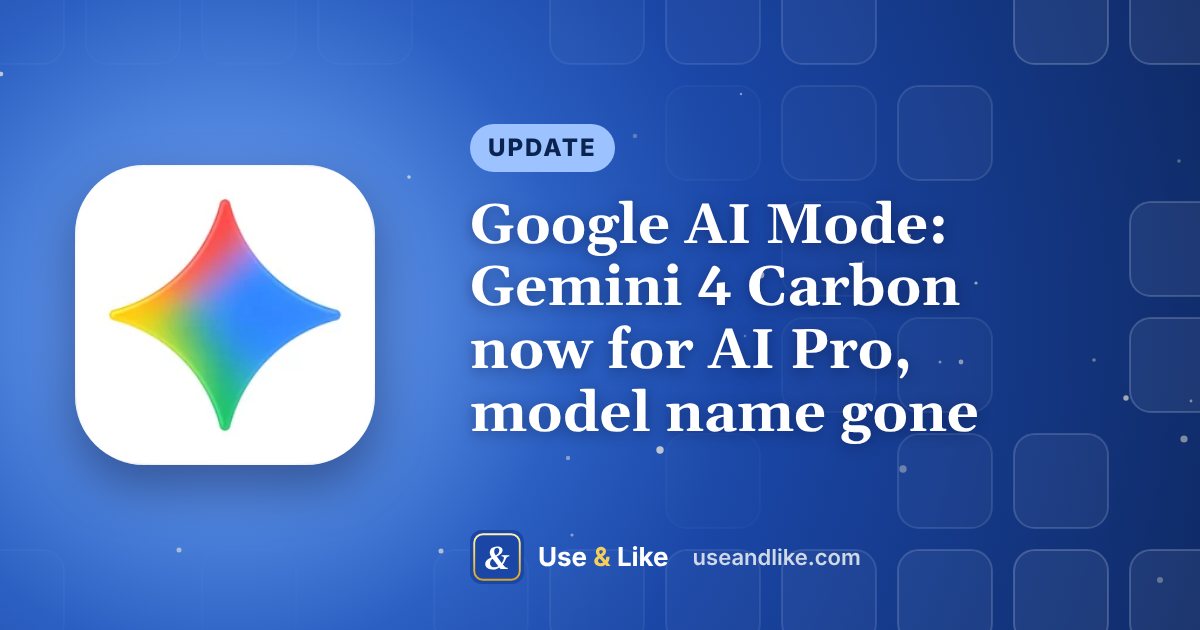 UPDATE
Google AI Mode:
Gemini 4 Carbon
now for AI Pro,
model name gone
& Use & Like useandlike.com